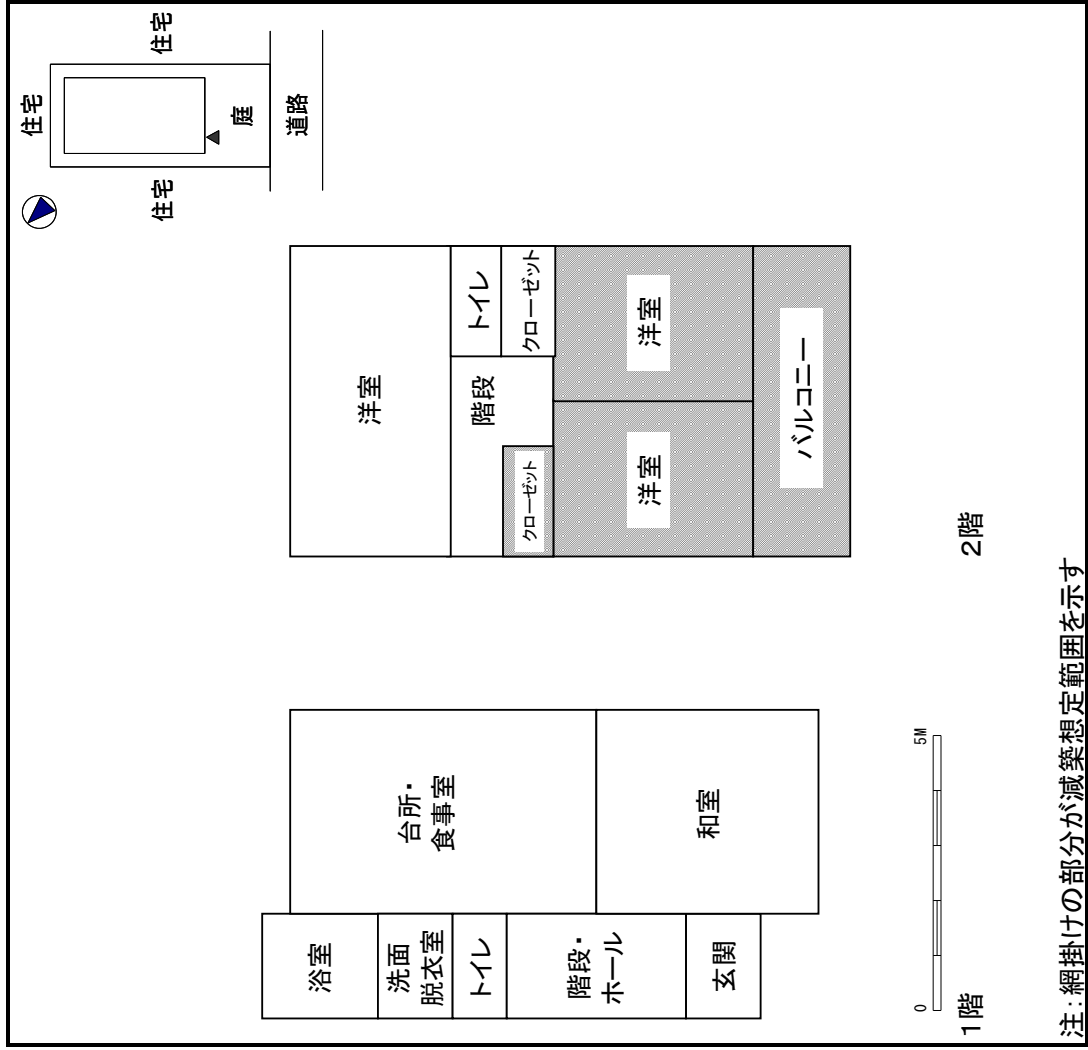 住宅
住宅
住宅
庭
道路
洋室
トイレ
クローゼット
階段
クローゼット
洋室
洋室
バルコニー
2階
台所・
食事室
和室
浴室
洗面
脱衣室
トイレ
階段・
ホール
玄関
0
5M
1階
注:網掛けの部分が減築想定範囲を示す